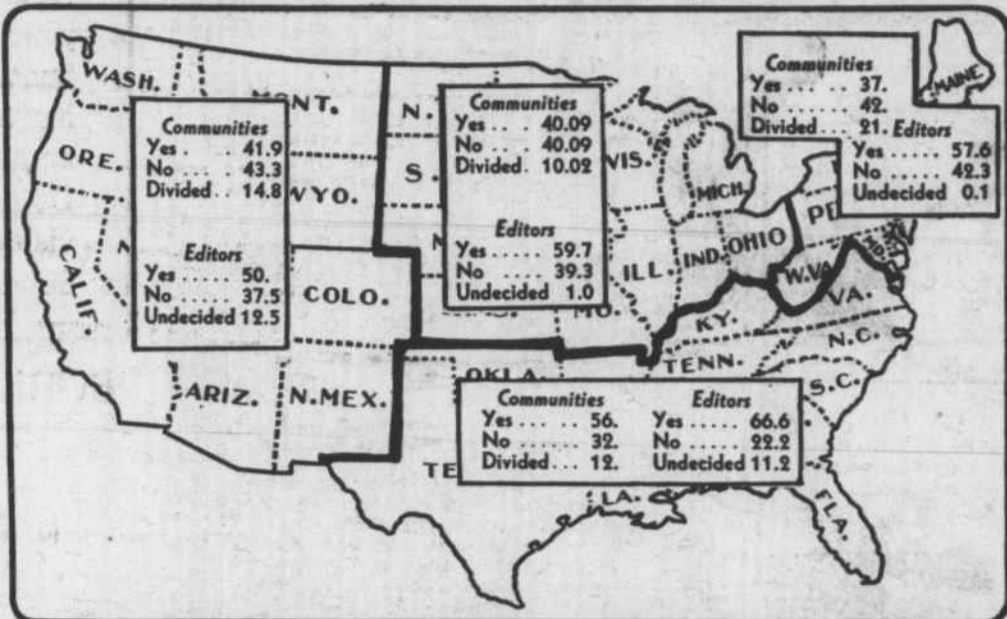 WASH.
ORE.
CALIF.
NT.
WYO.
COLO.
ARIZ.
N.MEX.
Communities
Yes . . . 41.9
No ..... 43.3
Divided .. 14.8
Editors
Yes ..... 50.
No ..... 37.5
Undecided 12.5
N.
S.
N
Communities
Yes ..... 40.09
No ..... 40.09
Divided .. 10.02
Editors
Yes ..... 59.7
No ..... 39.3
Undecided 1.0
WIS.
MICH.
ILL.
IND.
OHIO
MO.
KY.
W.VA.
PE
MD.
VA.
N.C.
TENN.
S.C.
OKLA.
TE
LA.
FLA.
MAINE
Communities
Yes .... . 37.
No ..... 42.
Divided ... 21.
Editors
Yes ..... 57.6
No ..... 42.3
Undecided 0.1
Communities
Yes ..... 56.
No ..... 32.
Divided ... 12.
Editors
Yes ..... 66.6
No ..... 22.2
Undecided 11.2